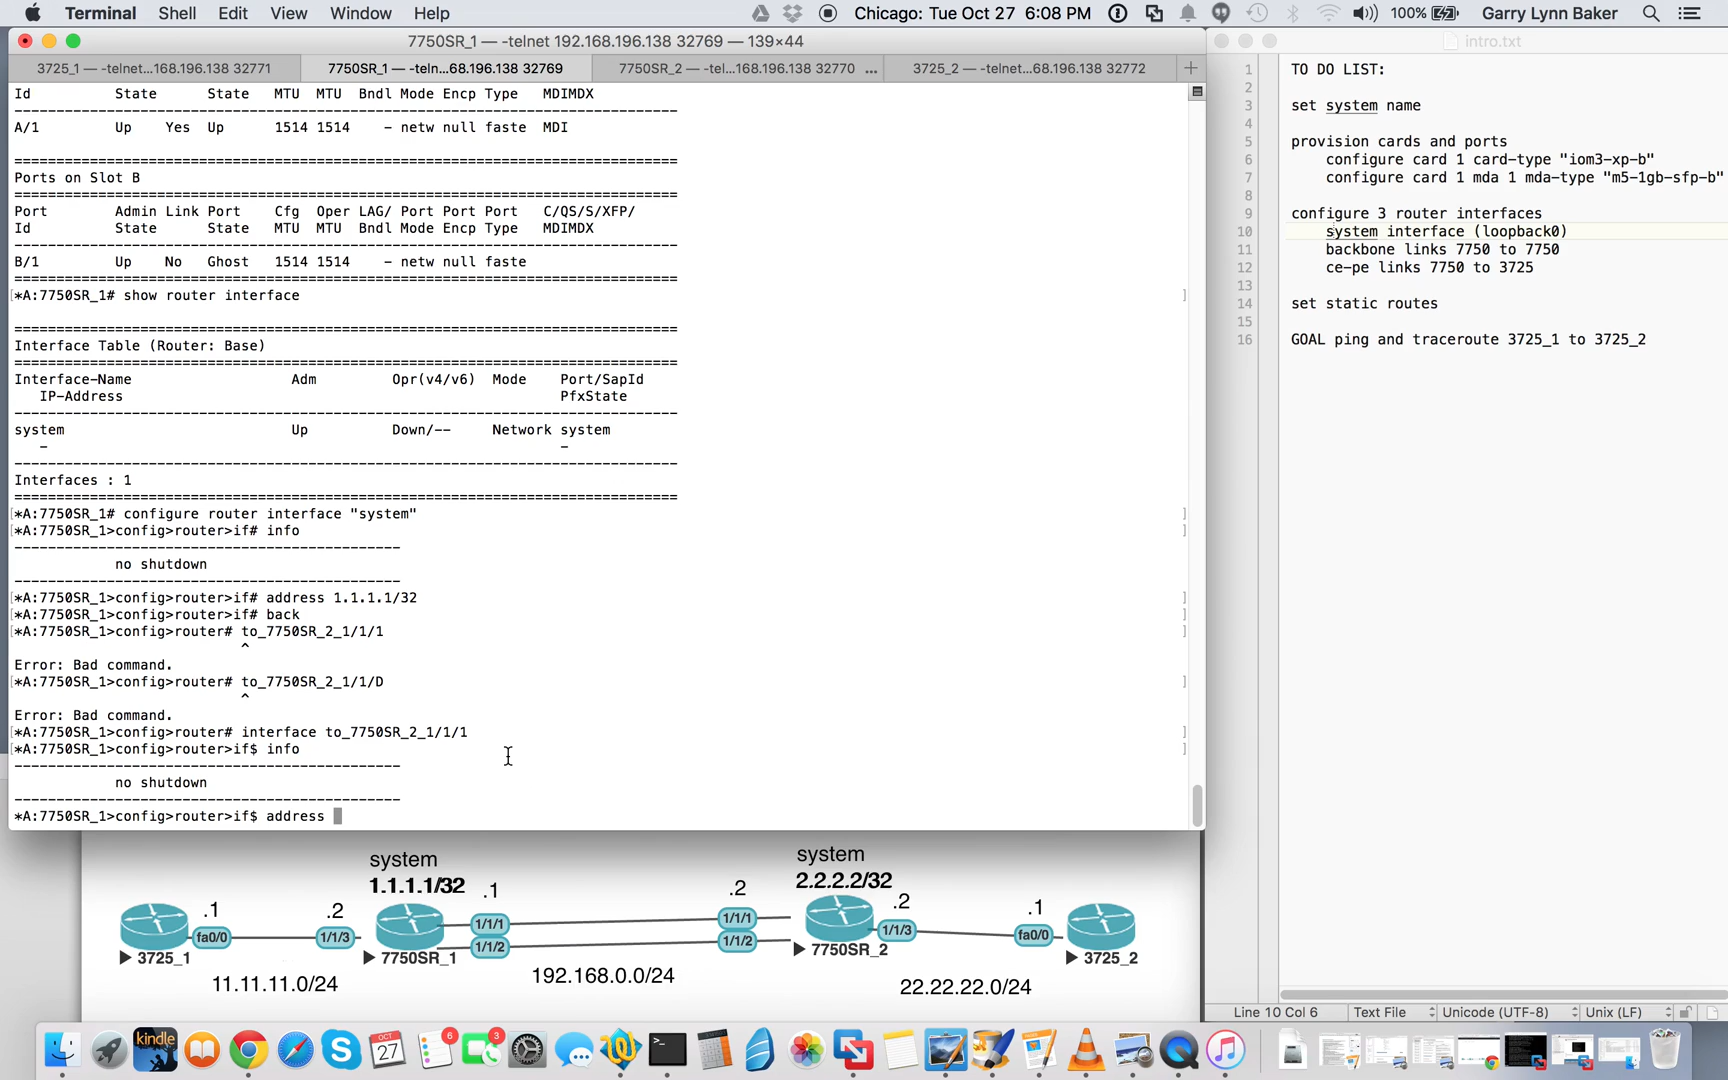 Terminal Shell Edit View Window Help Chicago: Tue Oct 27 6:08 PM 100% Garry Lynn Baker
7750SR_1 — -telnet 192.168.196.138 32769 — 139×44
3725_1 — -telnet...168.196.138 32771 7750SR_1 — -teln...68.196.138 32769 7750SR_2 — -tel...168.196.138 32770 ... 3725_2 — -telnet...68.196.138 32772 +
Id State State MTU MTU Bndl Mode Encp Type MDIMDX
-------------------------------------------------------------------------------
A/1 Up Yes Up 1514 1514 - netw null faste MDI
===============================================================================
Ports on Slot B
===============================================================================
Port Admin Link Port Cfg Oper LAG/ Port Port Port C/QS/S/XFP/
Id State State MTU MTU Bndl Mode Encp Type MDIMDX
-------------------------------------------------------------------------------
B/1 Up No Ghost 1514 1514 - netw null faste
===============================================================================
[*A:7750SR_1# show router interface ]
===============================================================================
Interface Table (Router: Base)
===============================================================================
Interface-Name Adm Opr(v4/v6) Mode Port/SapId
IP-Address PfxState
-------------------------------------------------------------------------------
system Up Down/-- Network system
- -
-------------------------------------------------------------------------------
Interfaces : 1
===============================================================================
[*A:7750SR_1# configure router interface "system" ]
[*A:7750SR_1>config>router>if# info ]
----------------------------------------------
no shutdown
----------------------------------------------
[*A:7750SR_1>config>router>if# address 1.1.1.1/32 ]
[*A:7750SR_1>config>router>if# back ]
[*A:7750SR_1>config>router# to_7750SR_2_1/1/1 ]
^
Error: Bad command.
[*A:7750SR_1>config>router# to_7750SR_2_1/1/D ]
^
Error: Bad command.
[*A:7750SR_1>config>router# interface to_7750SR_2_1/1/1 ]
[*A:7750SR_1>config>router>if$ info ]
----------------------------------------------
no shutdown
----------------------------------------------
*A:7750SR_1>config>router>if$ address
intro.txt
1 TO DO LIST:
2
3 set system name
4
5 provision cards and ports
6 configure card 1 card-type "iom3-xp-b"
7 configure card 1 mda 1 mda-type "m5-1gb-sfp-b"
8
9 configure 3 router interfaces
10 system interface (loopback0)
11 backbone links 7750 to 7750
12 ce-pe links 7750 to 3725
13
14 set static routes
15
16 GOAL ping and traceroute 3725_1 to 3725_2
Line 10 Col 6 Text File Unicode (UTF-8) Unix (LF)
system system
1.1.1.1/32 .1 .2 2.2.2.2/32
.1 .2 .2 .1
fa0/0 1/1/3 1/1/1 1/1/1 1/1/3 fa0/0
1/1/2 1/1/2
3725_1 7750SR_1 7750SR_2 3725_2
11.11.11.0/24 192.168.0.0/24 22.22.22.0/24
kindle
OCT
27
6
3
>_